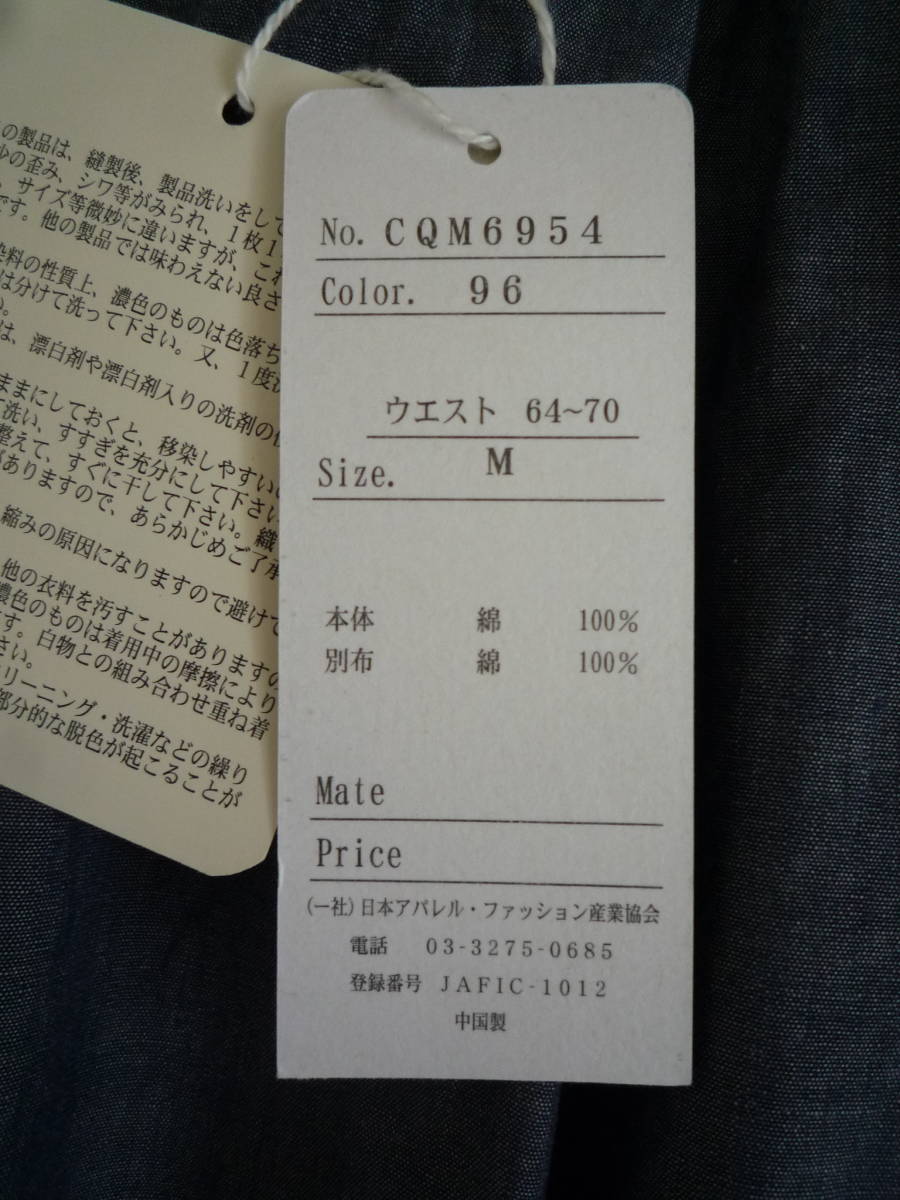 の製品は、縫製後、製品洗いをして
ルの歪み、シワ等がみられ、1枚1
、サイズ等微妙に違いますが、これ
です。他の製品では味わえない良さ
染料の性質上、濃色のものは色落ち
は分けて洗って下さい。又、1度
い。
は、漂白剤や漂白剤入りの洗剤の
ままにしておくと、移染しやすい
て洗い、すすぎを充分にして下さい
整えて、すぐに干して下さい。織
がありますので、あらかじめご了承
縮みの原因になりますので避けて
他の衣料を汚すことがありますの
濃色のものは着用中の摩擦により
す。白物との組み合わせ重ね着
さい。
クリーニング・洗濯などの繰り
部分的な脱色が起こることが
No. CQM6954
Color. 96
ウエスト 64~70
Size. M
本体 綿 100%
別布 綿 100%
Mate
Price
(一社)日本アパレル・ファッション産業協会
電話 03-3275-0685
登録番号 JAFIC-1012
中国製